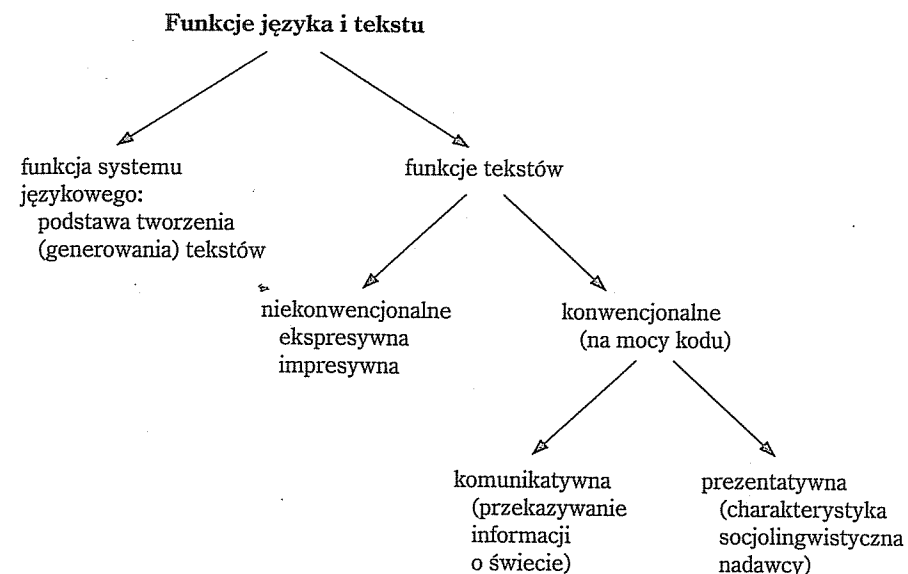 Funkcje języka i tekstu
funkcja systemu
językowego:
podstawa tworzenia
(generowania) tekstów
funkcje tekstów
niekonwencjonalne
ekspresywna
impresywna
konwencjonalne
(na mocy kodu)
komunikatywna
(przekazywanie
informacji
o świecie)
prezentatywna
(charakterystyka
socjolingwistyczna
nadawcy)